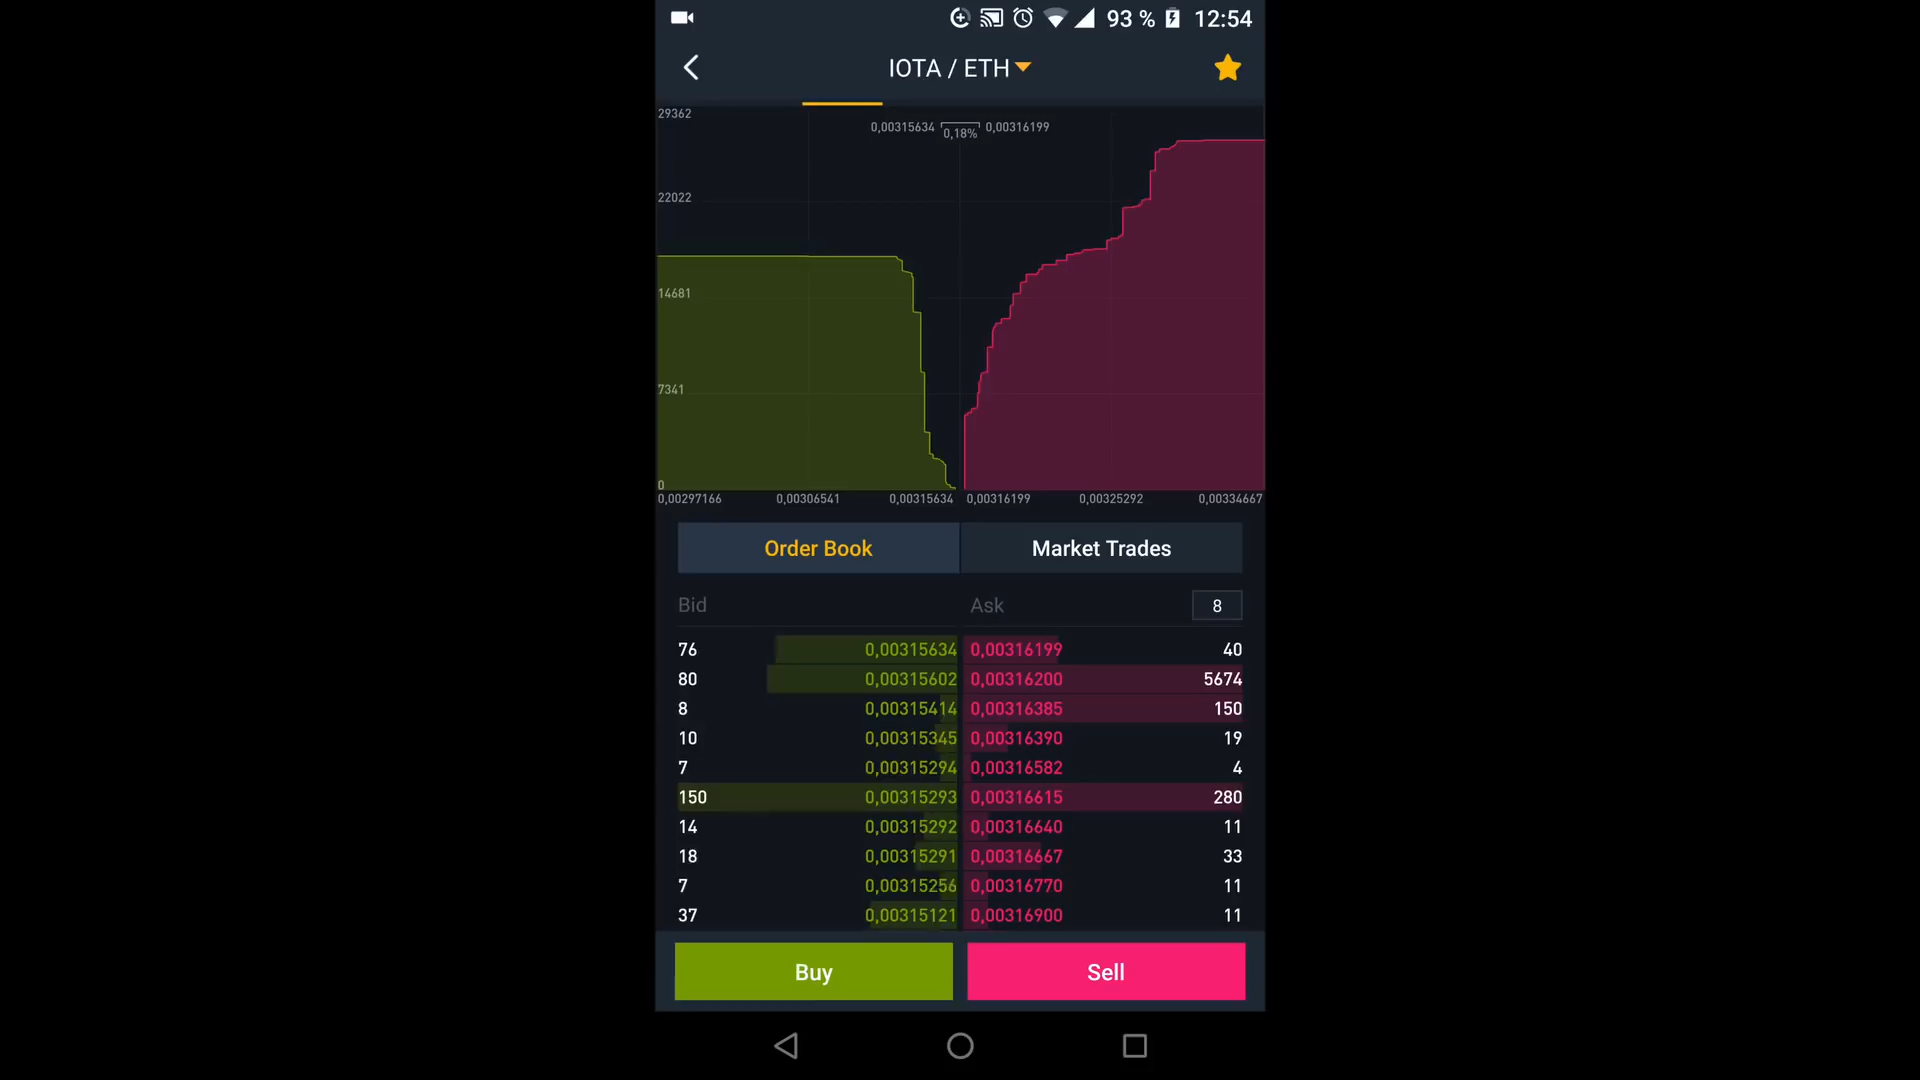 93 % 12:54
IOTA / ETH
29362
0,00315634 0,18% 0,00316199
22022
14681
7341
0
0,00297166 0,00306541 0,00315634 0,00316199 0,00325292 0,00334667
Order Book Market Trades
Bid Ask 8
76 0,00315634 0,00316199 40
80 0,00315602 0,00316200 5674
8 0,00315414 0,00316385 150
10 0,00315345 0,00316390 19
7 0,00315294 0,00316582 4
150 0,00315293 0,00316615 280
14 0,00315292 0,00316640 11
18 0,00315291 0,00316667 33
7 0,00315256 0,00316770 11
37 0,00315121 0,00316900 11
Buy Sell